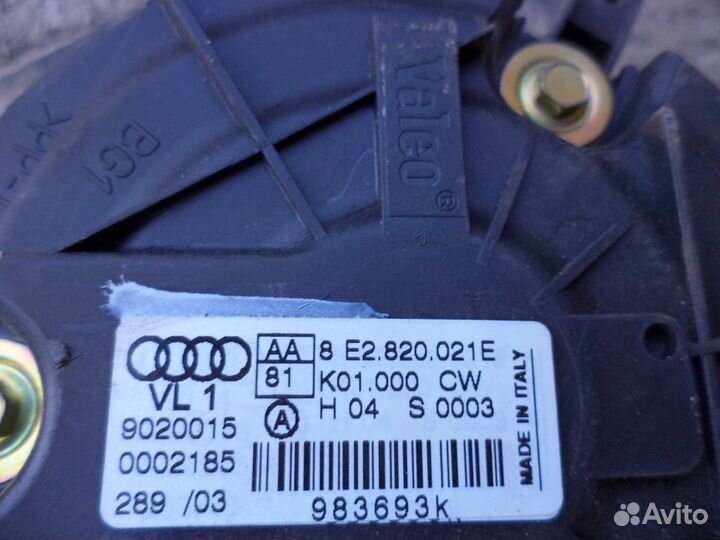 Valeo ®
BG1
AA 8 E2.820.021E
81 K01.000 CW
VL 1 A H 04 S 0003
9020015
0002185
289 /03
983693k
MADE IN ITALY
Avito